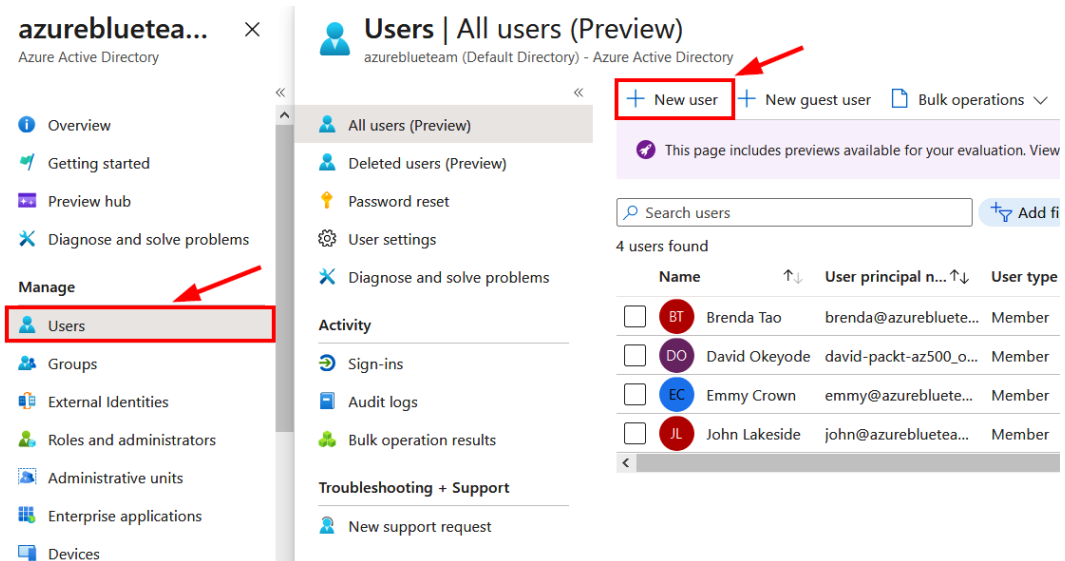 azurebluetea...
Azure Active Directory
Overview
Getting started
Preview hub
Diagnose and solve problems
Manage
Users
Groups
External Identities
Roles and administrators
Administrative units
Enterprise applications
Devices
Users | All users (Preview)
azureblueteam (Default Directory) - Azure Active Directory
All users (Preview)
Deleted users (Preview)
Password reset
User settings
Diagnose and solve problems
Activity
Sign-ins
Audit logs
Bulk operation results
Troubleshooting + Support
New support request
New user New guest user Bulk operations
This page includes previews available for your evaluation. View
Search users Add fi
4 users found
Name User principal n... User type
BT Brenda Tao brenda@azurebluete... Member
DO David Okeyode david-packt-az500_o... Member
EC Emmy Crown emmy@azurebluete... Member
JL John Lakeside john@azurebluetea... Member